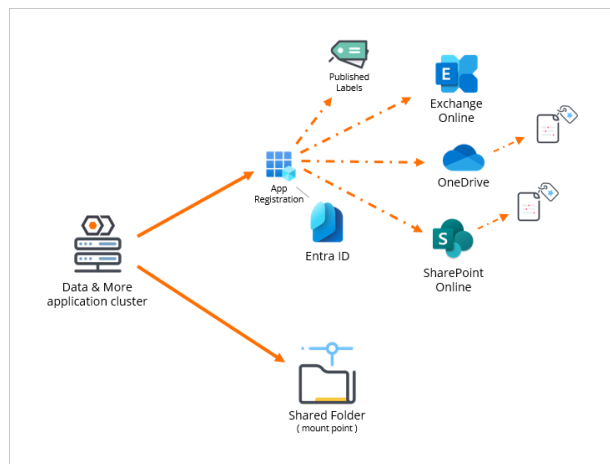 Published
Labels
E
Exchange
Online
OneDrive
App
Registration
Entra ID
S
SharePoint
Online
Data & More
application cluster
Shared Folder
( mount point )